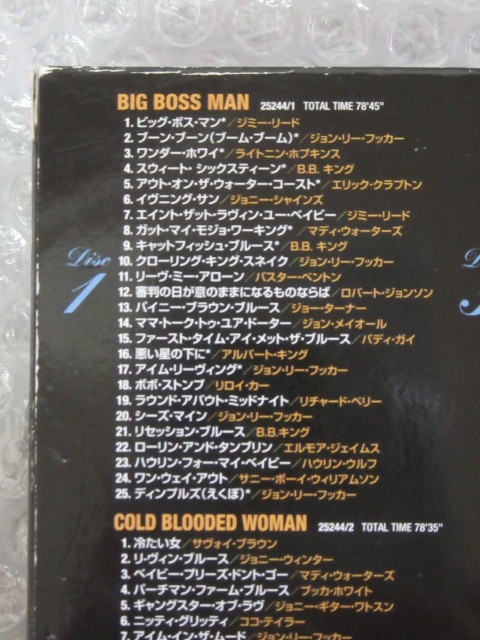 BIG BOSS MAN 25244/1 TOTAL TIME 78'45"
1. ビッグ・ボス・マン*/ジミー・リード
2. ブーン・ブーン(ブーム・ブーム)*/ジョン・リー・フッカー
3. ワンダー・ホワイ*/ライトニン・ホプキンス
4. スウィート シックスティーン*/B.B. キング
5. アウト・オン・ザ・ウォーター・コースト*/エリック・クラプトン
6. イヴニング・サン/ジョニー・シャインズ
7. エイント・ザット・ラヴィン・ユー・ベイビー/ジミー・リード
8. ガット・マイ・モジョ・ワーキング*/マディ・ウォーターズ
9. キャットフィッシュ・ブルース*/B.B. キング
10. クローリング・キング・スネイク/ジョン・リー・フッカー
11. リーヴ・ミー・アローン/バスター・ベントン
12. 審判の日が意のままになるものならば/ロバート・ジョンソン
13. パイニー・ブラウン・ブルース/ジョー・ターナー
14. ママ・トーク・トゥ・ユア・ドーター/ジョン・メイオール
15. ファースト・タイム・アイ・メット・ザ・ブルース/バディ・ガイ
16. 悪い星の下に*/アルバート・キング
17. アイム・リーヴィング*/ジョン・リー・フッカー
18. ボボ・ストンプ/リロイ・カー
19. ラウンド・アバウト・ミッドナイト/リチャード・ベリー
20. シーズ・マイン/ジョン・リー・フッカー
21. リセッション・ブルース/B.B.キング
22. ローリン・アンド・タンブリン/エルモア・ジェイムス
23. ハウリン・フォー・マイ・ベイビー/ハウリン・ウルフ
24. ワン・ウェイ・アウト/サニー・ボーイ・ウィリアムソン
25. ディンプルズ(えくぼ)*/ジョン・リー・フッカー
Disc
1
COLD BLOODED WOMAN 25244/2 TOTAL TIME 78'35"
1. 冷たい女/サヴォイ・ブラウン
2. リ・ヴィン・ブルース/ジョニー・ウィンター
3. ベイビー・プリーズ・ドント・ゴー/マディ・ウォーターズ
4. パーチマン・ファーム・ブルース/ブッカ・ホワイト
5. ギャングスター・オブ・ラヴ/ジョニー・ギター・ワトスン
6. ニッティ・グリッティ/ココ・テイラー
7. アイム・イン・ザ・ムード/ジョン・リー・フッカー